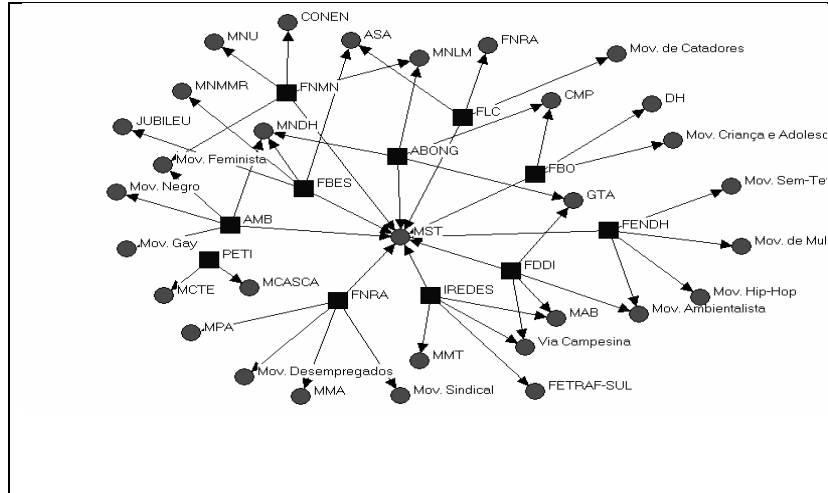 CONEN
MNU
ASA
MNLM
FNRA
Mov. de Catadores
MNMMR
FNMN
CMP
DH
FLC
JUBILEU
MNDH
ABONG
Mov. Criança e Adolesc
Mov. Feminista
FBO
Mov. Negro
FBES
GTA
Mov. Sem-Tet
AMB
MST
FENDH
Mov. Gay
Mov. de Mul
PETI
FDDI
MCTE
MCASCA
FNRA
IREDES
Mov. Hip-Hop
MAB
Mov. Ambientalista
MPA
Via Campesina
MMT
Mov. Desempregados
MMA
Mov. Sindical
FETRAF-SUL